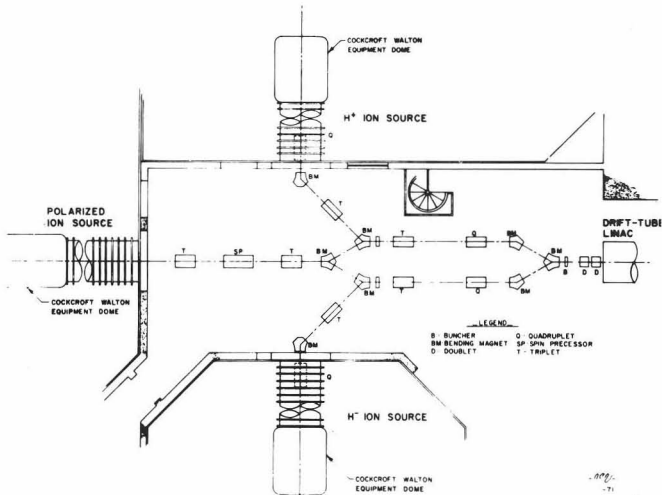 COCKCROFT WALTON
EQUIPMENT DOME
H⁺ ION SOURCE
Q
BM
T
POLARIZED
ION SOURCE
DRIFT-TUBE
LINAC
T
SP
T
BM
BM
T
Q
BM
BM
B
D
D
COCKCROFT WALTON
EQUIPMENT DOME
BM
T
Q
BM
T
BM
LEGEND
B - BUNCHER
Q - QUADRUPLET
BM-BENDING MAGNET
SP-SPIN PRECESSOR
D - DOUBLET
T - TRIPLET
Q
H⁻ ION SOURCE
COCKCROFT WALTON
EQUIPMENT DOME
-71